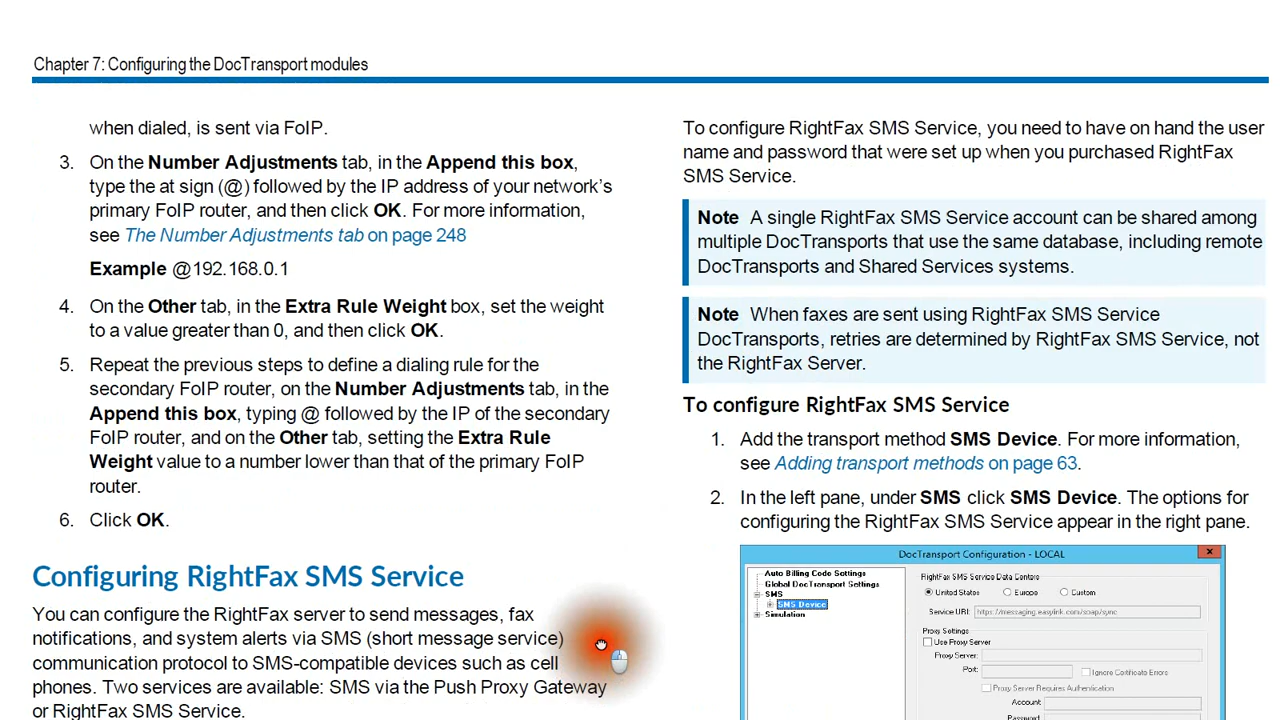 Chapter 7: Configuring the DocTransport modules
when dialed, is sent via FoIP.
3. On the Number Adjustments tab, in the Append this box,
type the at sign (@) followed by the IP address of your network's
primary FoIP router, and then click OK. For more information,
see The Number Adjustments tab on page 248
Example @192.168.0.1
4. On the Other tab, in the Extra Rule Weight box, set the weight
to a value greater than 0, and then click OK.
5. Repeat the previous steps to define a dialing rule for the
secondary FoIP router, on the Number Adjustments tab, in the
Append this box, typing @ followed by the IP of the secondary
FoIP router, and on the Other tab, setting the Extra Rule
Weight value to a number lower than that of the primary FoIP
router.
6. Click OK.
Configuring RightFax SMS Service
You can configure the RightFax server to send messages, fax
notifications, and system alerts via SMS (short message service)
communication protocol to SMS-compatible devices such as cell
phones. Two services are available: SMS via the Push Proxy Gateway
or RightFax SMS Service.
To configure RightFax SMS Service, you need to have on hand the user
name and password that were set up when you purchased RightFax
SMS Service.
Note A single RightFax SMS Service account can be shared among
multiple DocTransports that use the same database, including remote
DocTransports and Shared Services systems.
Note When faxes are sent using RightFax SMS Service
DocTransports, retries are determined by RightFax SMS Service, not
the RightFax Server.
To configure RightFax SMS Service
1. Add the transport method SMS Device. For more information,
see Adding transport methods on page 63.
2. In the left pane, under SMS click SMS Device. The options for
configuring the RightFax SMS Service appear in the right pane.
DocTransport Configuration - LOCAL
Auto Billing Code Settings
Global DocTransport Settings
SMS
SMS Device
Simulation
RightFax SMS Service Data Centers
United States Europe Custom
Service URI: https://messaging.easylink.com/soap/sync
Proxy Settings
Use Proxy Server
Proxy Server:
Port: Ignore Certificate Errors
Proxy Server Requires Authentication
Account
Password